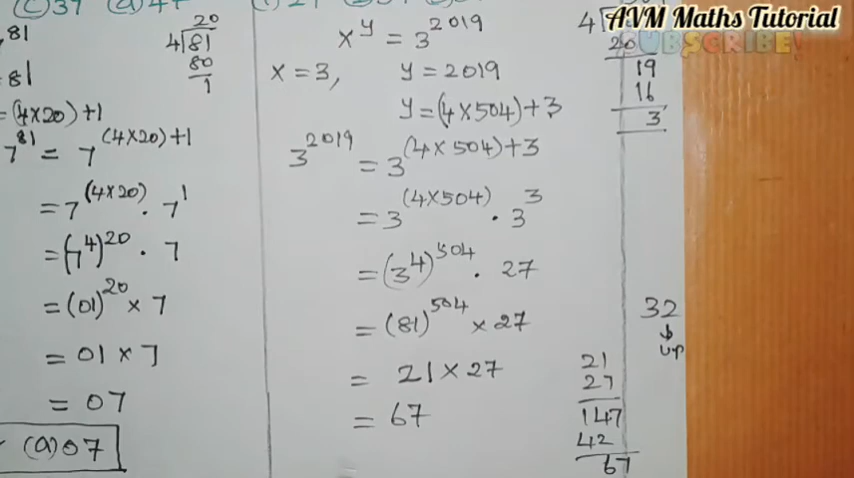 (C) 37 (d) 47
81
= 81
= (4×20) + 1
7^81 = 7^(4×20)+1
= 7^(4×20) · 7^1
= (7^4)^20 · 7
= (01)^20 × 7
= 01 × 7
= 07
(a) 07
20
4 81
80
1
x^y = 3^2019
x = 3, y = 2019
y = (4×504) + 3
3^2019 = 3^(4×504)+3
= 3^(4×504) · 3^3
= (3^4)^504 · 27
= (81)^504 × 27
= 21 × 27
= 67
AVM Maths Tutorial
SUBSCRIBE!
4
20
19
16
3
32
↓
up
21
27
147
42
67